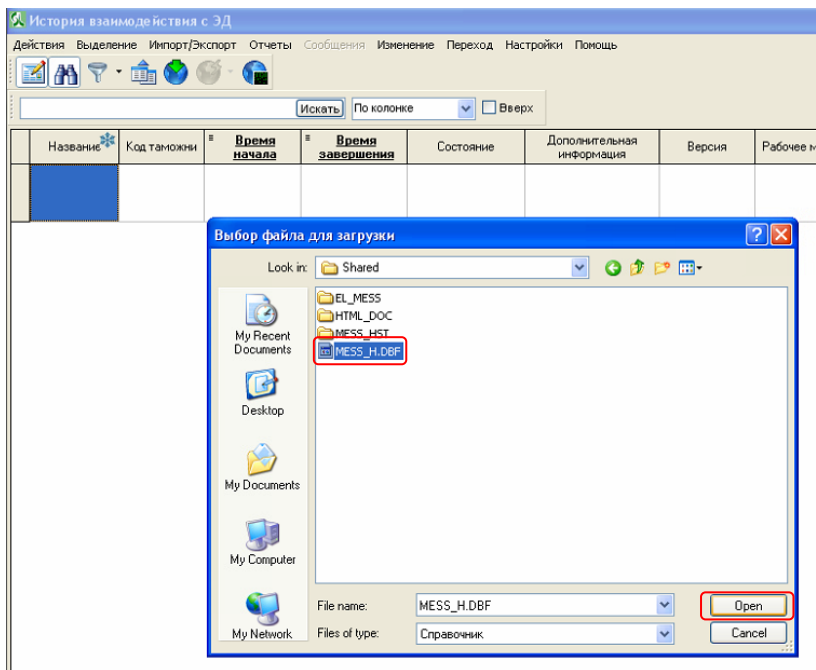 История взаимодействия с ЭД
Действия Выделение Импорт/Экспорт Отчеты Сообщения Изменение Переход Настройки Помощь
Искать По колонке Вверх
Название Код таможни Время начала Время завершения Состояние Дополнительная информация Версия Рабочее м
Выбор файла для загрузки
Look in: Shared
EL_MESS
HTML_DOC
MESS_HST
MESS_H.DBF
My Recent Documents
Desktop
My Documents
My Computer
My Network
File name: MESS_H.DBF Open
Files of type: Справочник Cancel